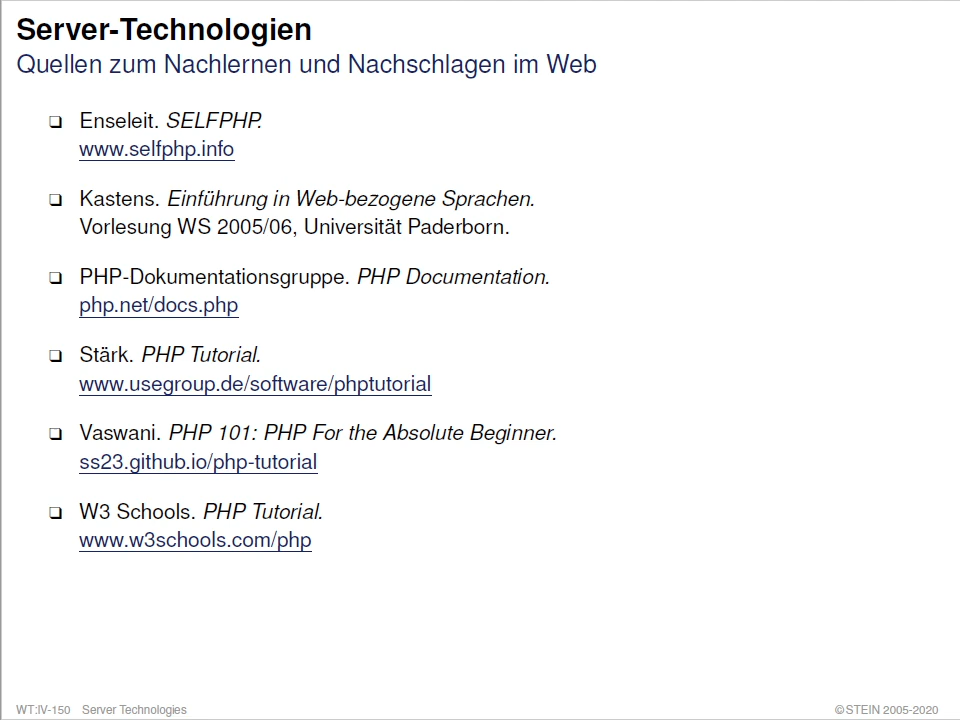 Server-Technologien
Quellen zum Nachlernen und Nachschlagen im Web
❑ Enseleit. SELFPHP.
www.selfphp.info
❑ Kastens. Einführung in Web-bezogene Sprachen.
Vorlesung WS 2005/06, Universität Paderborn.
❑ PHP-Dokumentationsgruppe. PHP Documentation.
php.net/docs.php
❑ Stärk. PHP Tutorial.
www.usegroup.de/software/phptutorial
❑ Vaswani. PHP 101: PHP For the Absolute Beginner.
ss23.github.io/php-tutorial
❑ W3 Schools. PHP Tutorial.
www.w3schools.com/php
WT:IV-150 Server Technologies ©STEIN 2005-2020